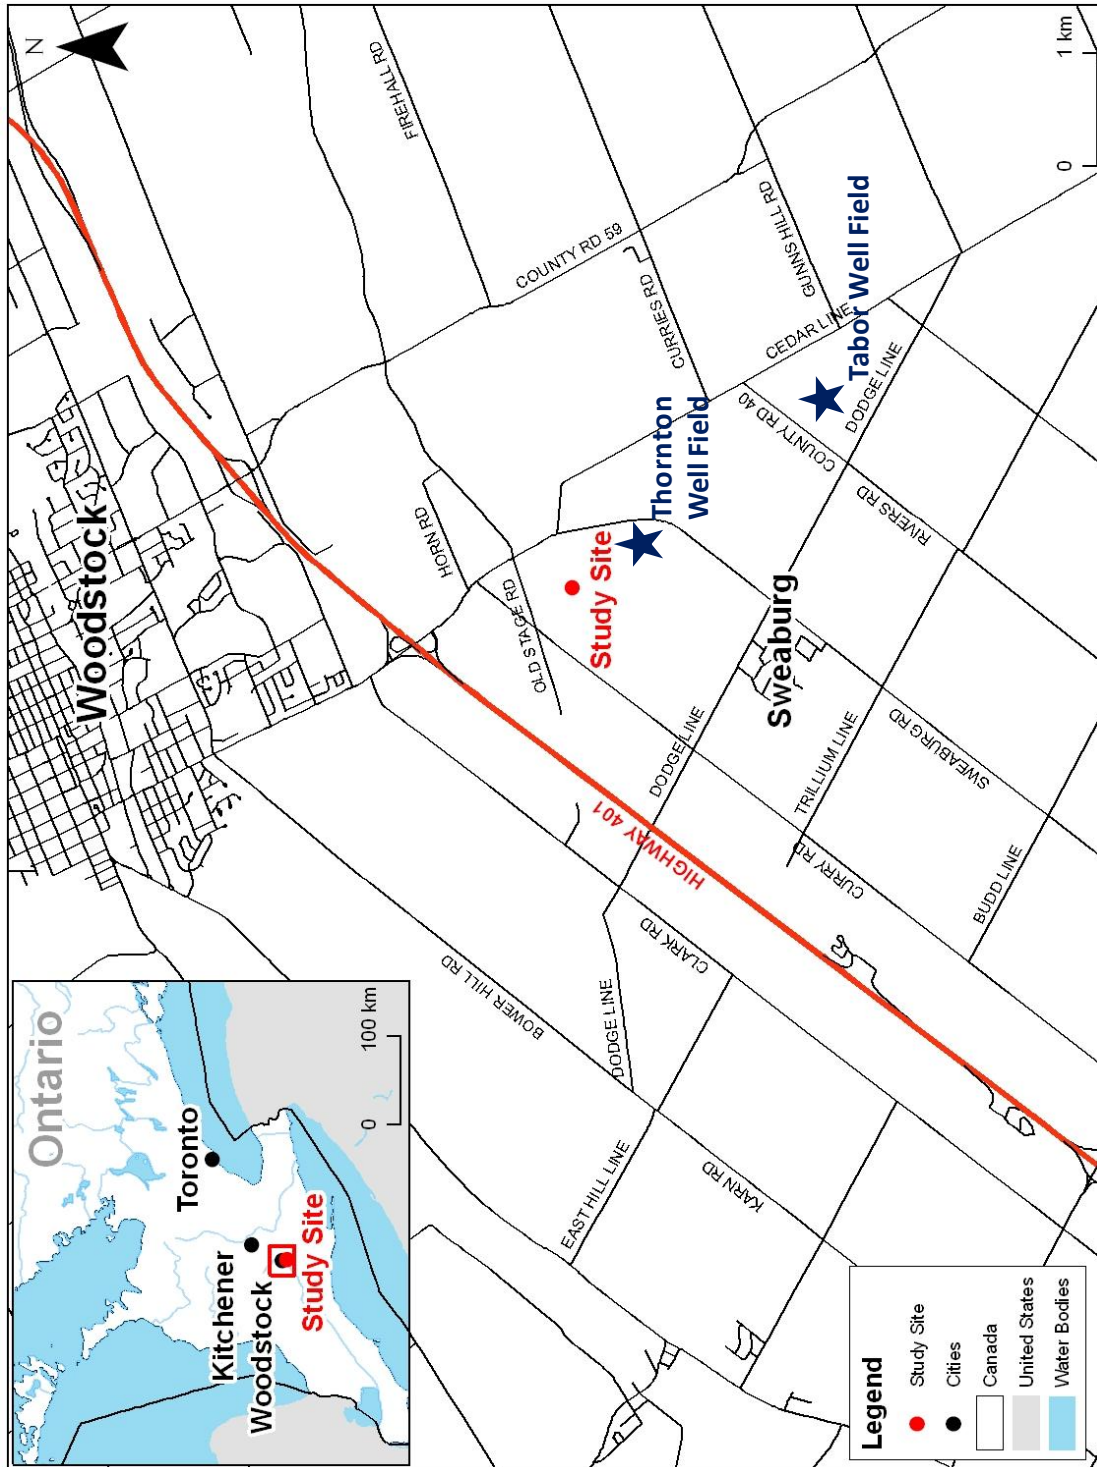 Ontario
Toronto
Kitchener
Woodstock
Study Site
0
100 km
Woodstock
N
FIREHALL RD
COUNTY RD 59
HORN RD
OLD STAGE RD
CURRIES RD
GUNNS HILL RD
CEDAR LINE
Study Site
Thornton
Well Field
COUNTY RD 40
Tabor Well Field
DODGE LINE
RIVERS RD
Sweaburg
SWEABURG RD
DODGE LINE
TRILLIUM LINE
HIGHWAY 401
CURRY RD
BUDD LINE
CLARK RD
BOWER HILL RD
DODGE LINE
EAST HILL LINE
KARN RD
0
1 km
Legend
Study Site
Cities
Canada
United States
Water Bodies